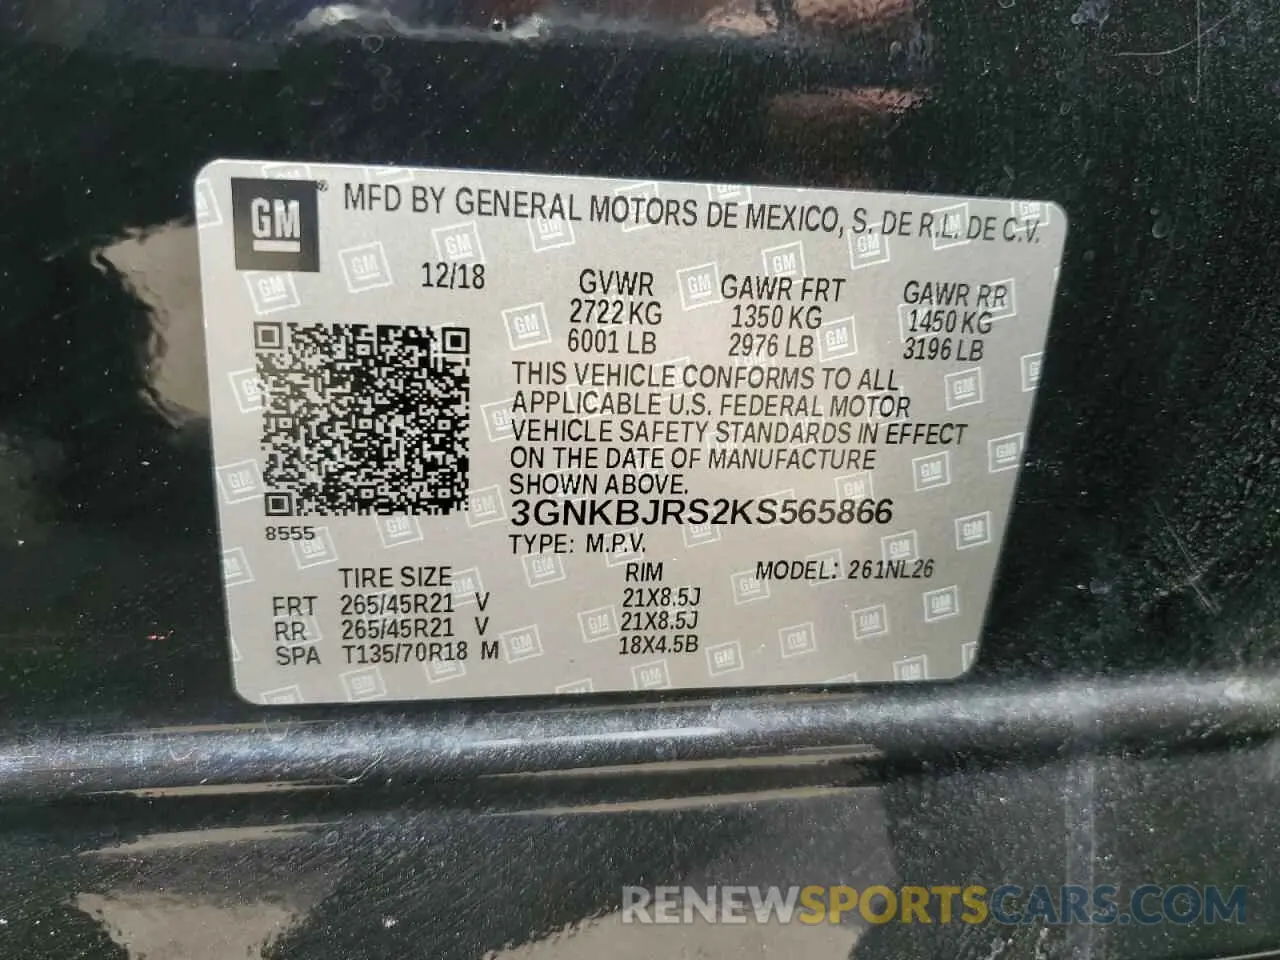 GM
MFD BY GENERAL MOTORS DE MEXICO, S. DE R.L. DE C.V.
12/18
GVWR GAWR FRT GAWR RR
2722 KG 1350 KG 1450 KG
6001 LB 2976 LB 3196 LB
THIS VEHICLE CONFORMS TO ALL
APPLICABLE U.S. FEDERAL MOTOR
VEHICLE SAFETY STANDARDS IN EFFECT
ON THE DATE OF MANUFACTURE
SHOWN ABOVE.
8555
3GNKBJRS2KS565866
TYPE: M.P.V.
MODEL: 261NL26
TIRE SIZE RIM
FRT 265/45R21 V 21X8.5J
RR 265/45R21 V 21X8.5J
SPA T135/70R18 M 18X4.5B
RENEWSPORTSCARS.COM